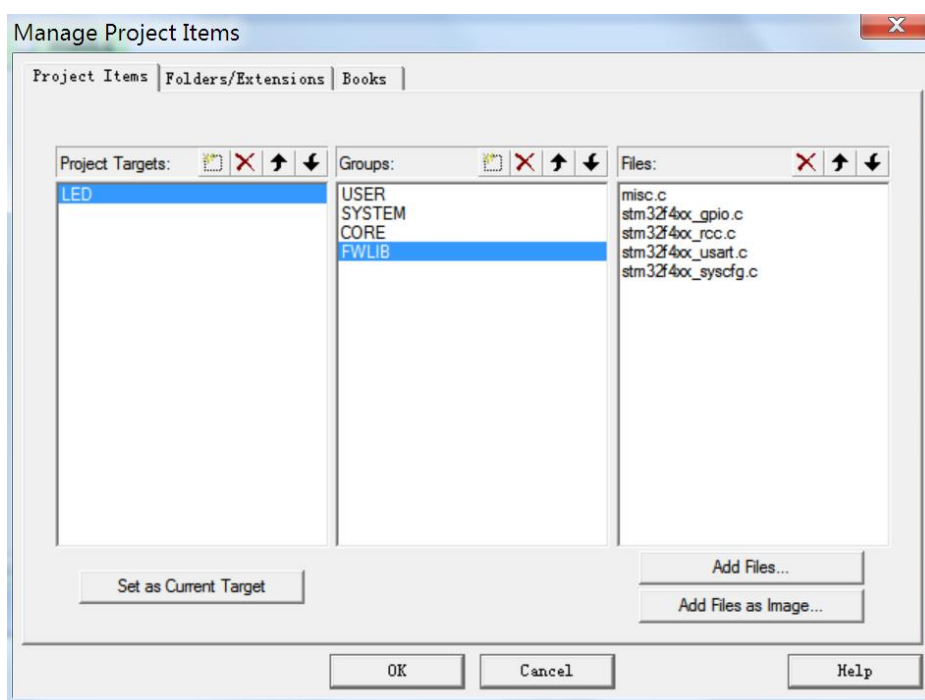 Manage Project Items
Project Items Folders/Extensions Books
Project Targets: Groups: Files:
LED
USER
SYSTEM
CORE
FWLIB
misc.c
stm32f4xx_gpio.c
stm32f4xx_rcc.c
stm32f4xx_usart.c
stm32f4xx_syscfg.c
Set as Current Target
Add Files...
Add Files as Image...
OK Cancel Help